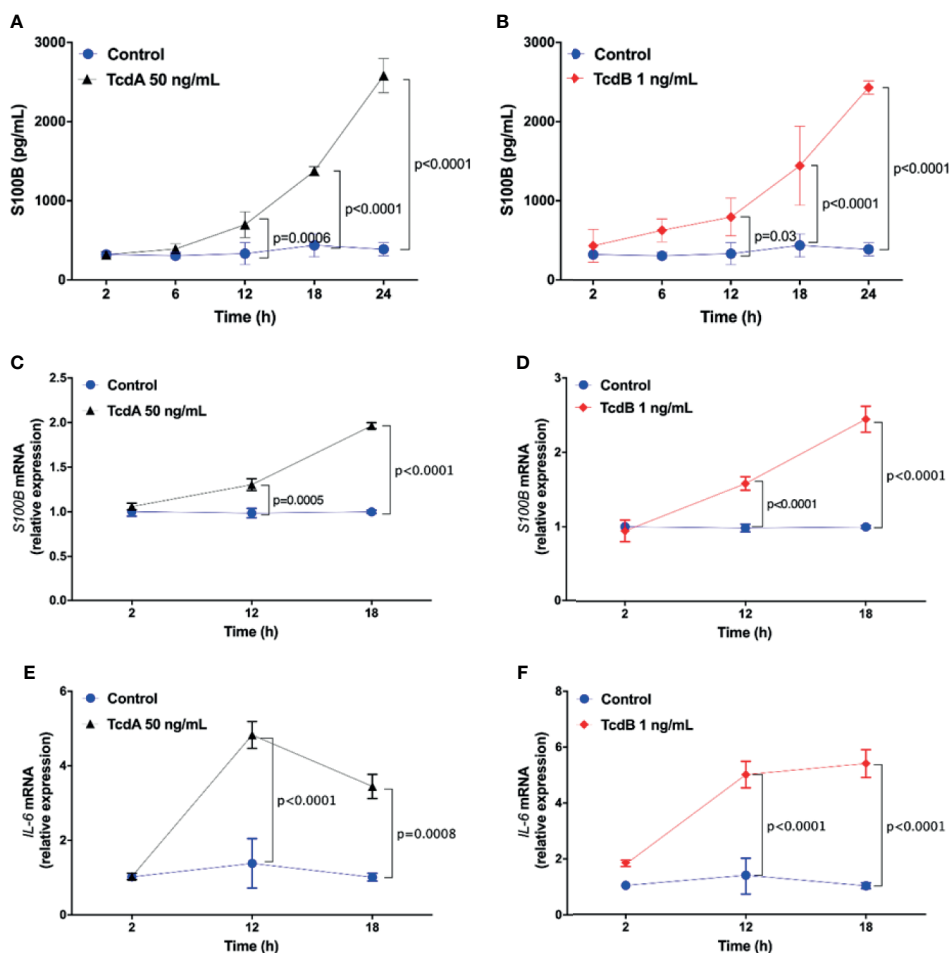 A
Control
TcdA 50 ng/mL
S100B (pg/mL)
3000
2000
1000
0
p=0.0006
p<0.0001
p<0.0001
2 6 12 18 24
Time (h)
B
Control
TcdB 1 ng/mL
S100B (pg/mL)
3000
2000
1000
0
p=0.03
p<0.0001
p<0.0001
2 6 12 18 24
Time (h)
C
Control
TcdA 50 ng/mL
S100B mRNA
(relative expression)
2.5
2.0
1.5
1.0
0.5
0.0
p=0.0005
p<0.0001
2 12 18
Time (h)
D
Control
TcdB 1 ng/mL
S100B mRNA
(relative expression)
3
2
1
0
p<0.0001
p<0.0001
2 12 18
Time (h)
E
Control
TcdA 50 ng/mL
IL-6 mRNA
(relative expression)
6
4
2
0
p<0.0001
p=0.0008
2 12 18
Time (h)
F
Control
TcdB 1 ng/mL
IL-6 mRNA
(relative expression)
8
6
4
2
0
p<0.0001
p<0.0001
2 12 18
Time (h)